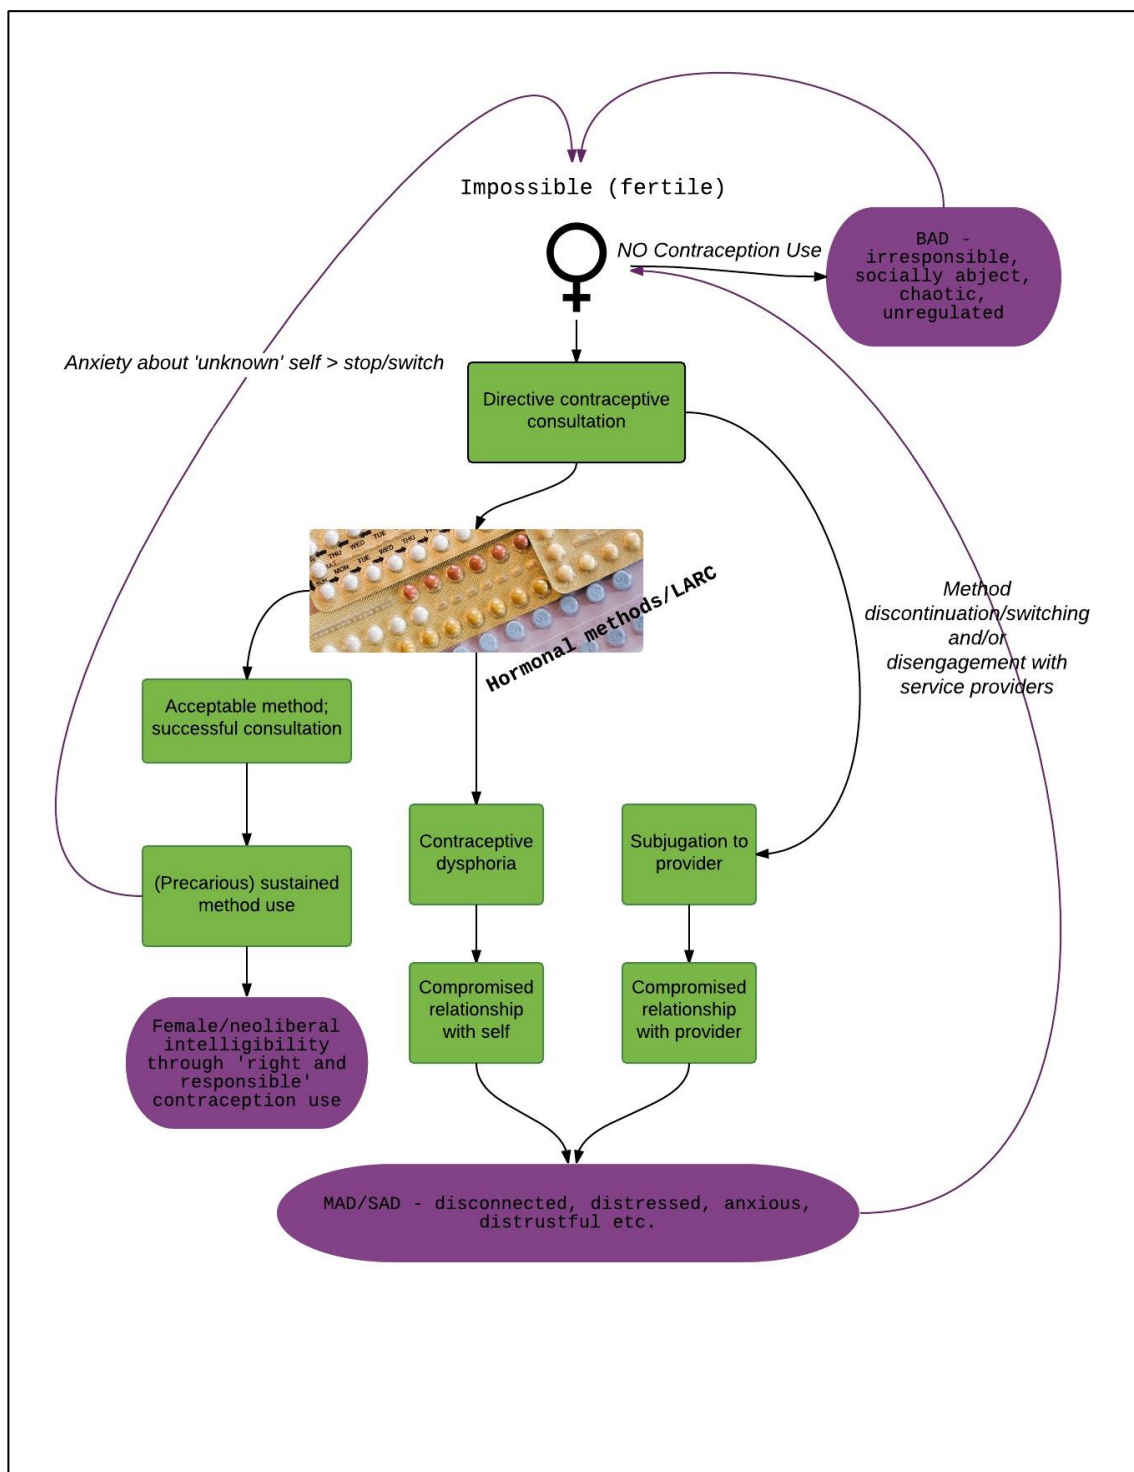 Impossible (fertile)
NO Contraception Use
BAD -
irresponsible,
socially abject,
chaotic,
unregulated
Anxiety about 'unknown' self > stop/switch
Directive contraceptive
consultation
Hormonal methods/LARC
Method
discontinuation/switching
and/or
disengagement with
service providers
Acceptable method;
successful consultation
(Precarious) sustained
method use
Contraceptive
dysphoria
Subjugation to
provider
Female/neoliberal
intelligibility
through 'right and
responsible'
contraception use
Compromised
relationship
with self
Compromised
relationship
with provider
MAD/SAD - disconnected, distressed, anxious,
distrustful etc.